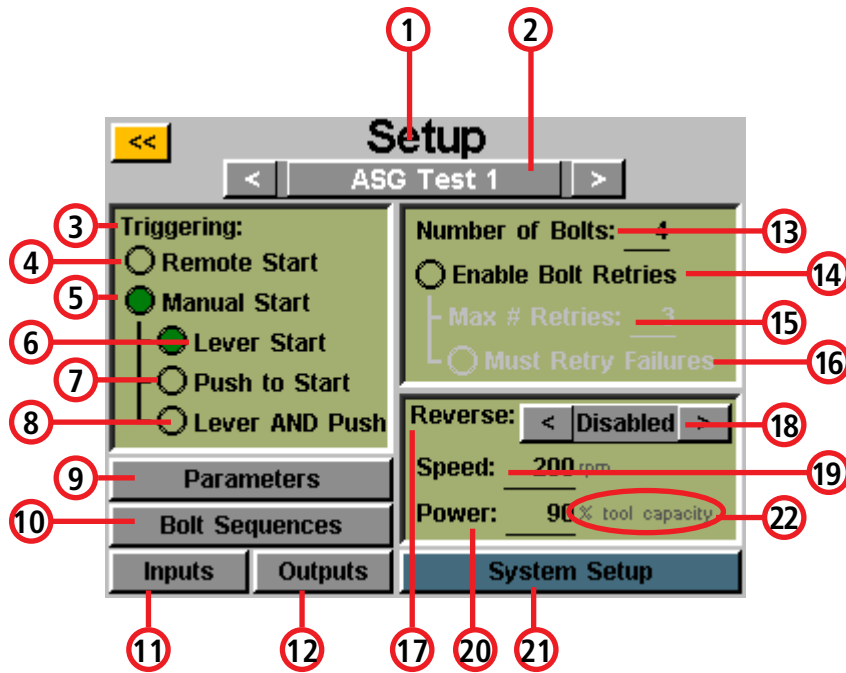 1 2
<<
Setup
< ASG Test 1 >
3 Triggering:
4 Remote Start
5 Manual Start
6 Lever Start
7 Push to Start
8 Lever AND Push
9 Parameters
10 Bolt Sequences
Inputs Outputs
11 12
Number of Bolts: 4 13
Enable Bolt Retries 14
Max # Retries: 3 15
Must Retry Failures 16
Reverse: < Disabled > 18
Speed: 200 rpm 19
Power: 90 % tool capacity 22
System Setup
17 20 21